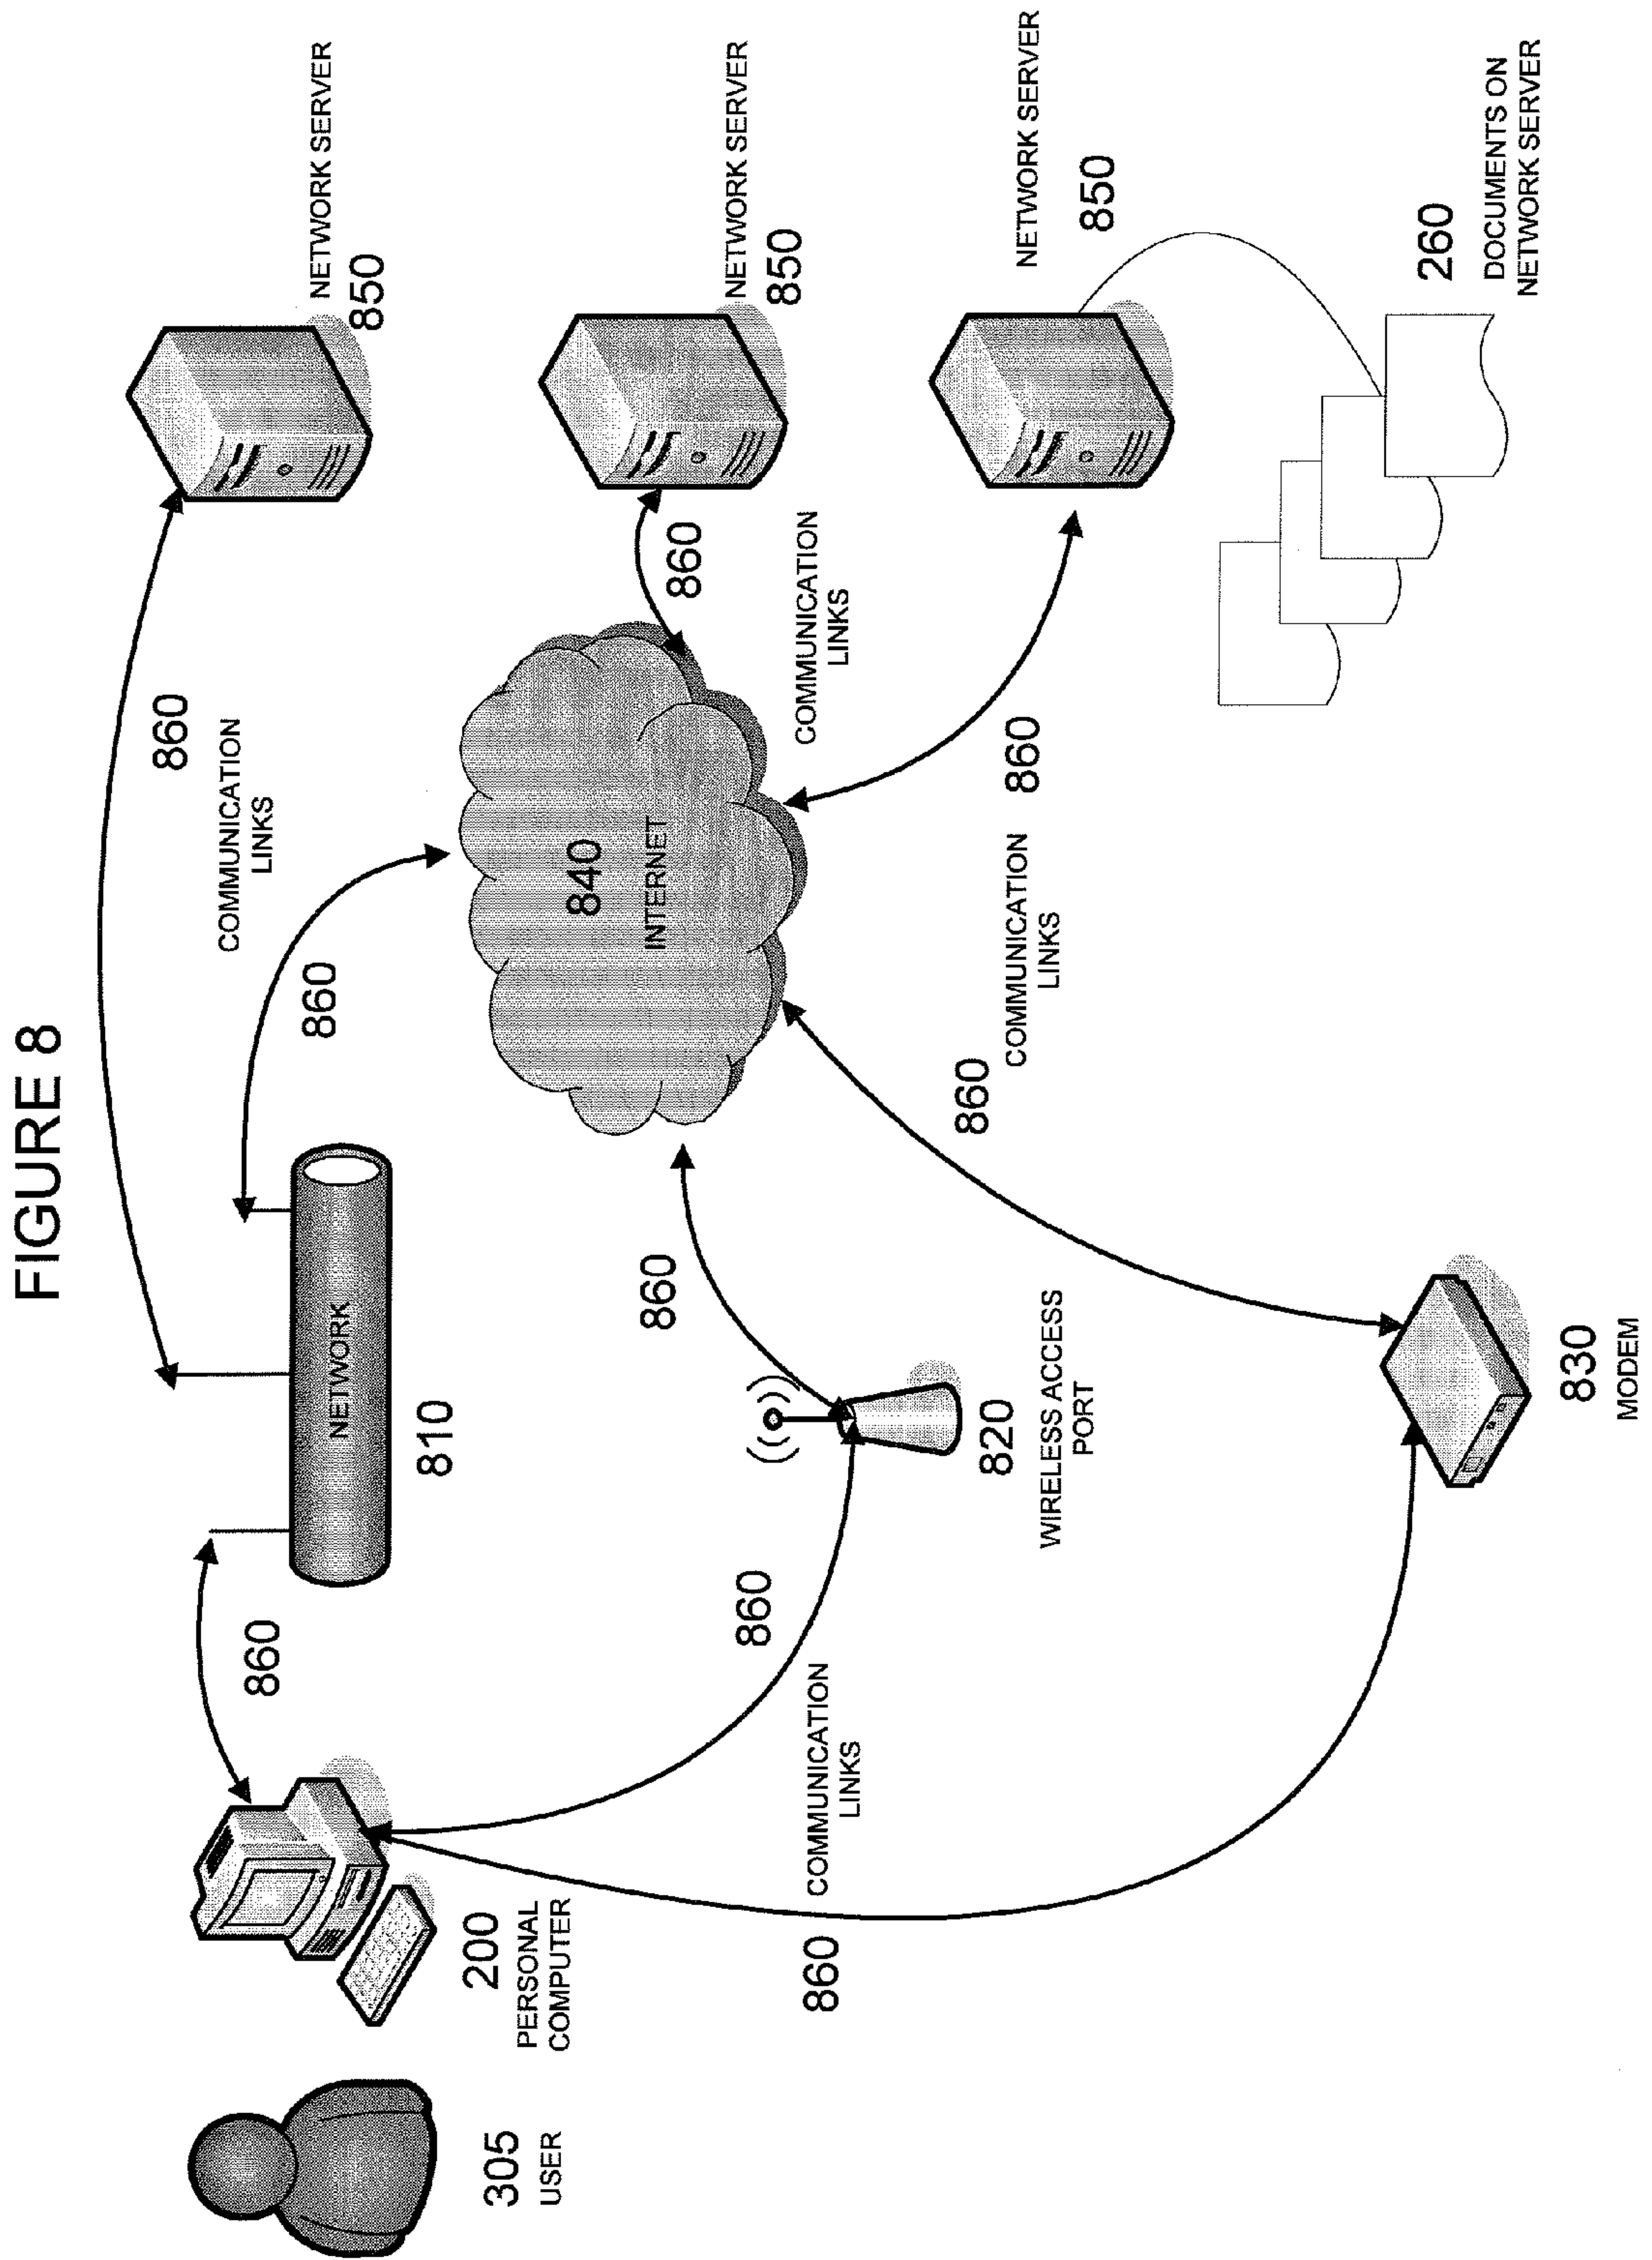 FIGURE 8
305
USER
200
PERSONAL
COMPUTER
860
NETWORK
810
860
COMMUNICATION
LINKS
860
NETWORK SERVER
850
860
COMMUNICATION
LINKS
860
WIRELESS ACCESS
PORT
820
860
840
INTERNET
860
COMMUNICATION
LINKS
NETWORK SERVER
850
860
830
MODEM
860
COMMUNICATION
LINKS
860
NETWORK SERVER
850
260
DOCUMENTS ON
NETWORK SERVER